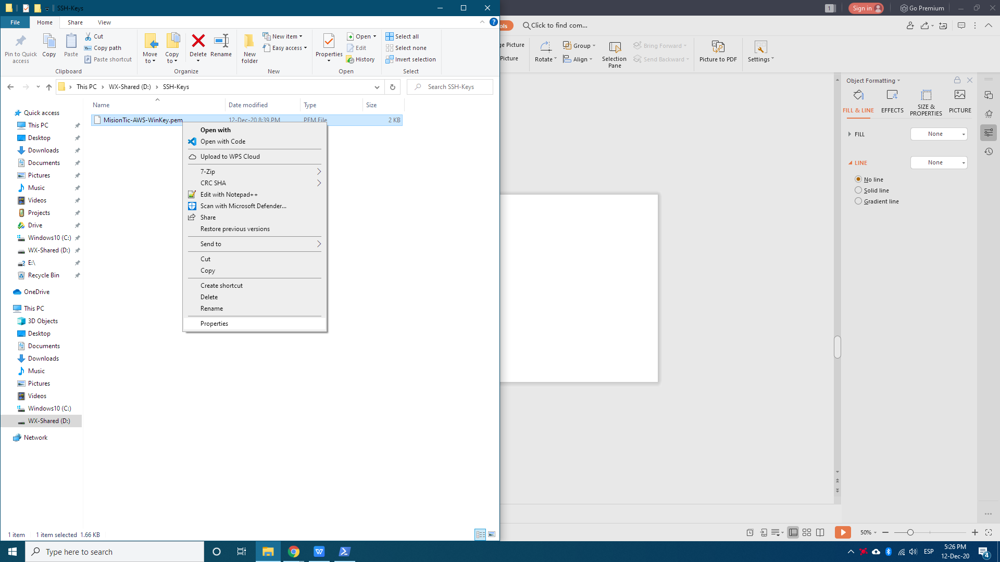 SSH-Keys
File
Home
Share
View
Pin to Quick access
Copy
Paste
Cut
Copy path
Paste shortcut
Clipboard
Move to
Copy to
Delete
Rename
Organize
New folder
New item
Easy access
New
Properties
Open
Edit
History
Open
Select all
Select none
Invert selection
Select
This PC
WX-Shared (D:)
SSH-Keys
Search SSH-Keys
Name
Date modified
Type
Size
MisionTic-AWS-WinKey.pem
12-Dec-20 8:39 PM
PEM File
2 KB
Quick access
This PC
Desktop
Downloads
Documents
Pictures
Music
Videos
Projects
Drive
Windows10 (C:)
WX-Shared (D:)
E:\
Recycle Bin
OneDrive
This PC
3D Objects
Desktop
Documents
Downloads
Music
Pictures
Videos
Windows10 (C:)
WX-Shared (D:)
Network
Open with
Open with Code
Upload to WPS Cloud
7-Zip
CRC SHA
Edit with Notepad++
Scan with Microsoft Defender...
Share
Restore previous versions
Send to
Cut
Copy
Create shortcut
Delete
Rename
Properties
1 item
1 item selected 1.66 KB
1
Sign in
Go Premium
ols
Click to find com...
ge Picture
Picture
Rotate
Group
Align
Selection Pane
Bring Forward
Send Backward
Picture to PDF
Settings
Object Formatting
FILL & LINE
EFFECTS
SIZE & PROPERTIES
PICTURE
FILL
None
LINE
None
No line
Solid line
Gradient line
50%
Type here to search
ESP
5:26 PM
12-Dec-20
4